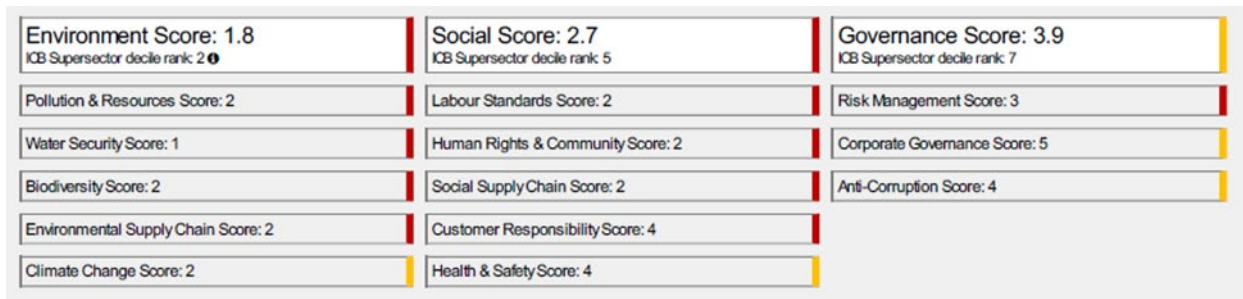 Environment Score: 1.8
ICB Supersector decile rank: 2 i
Pollution & Resources Score: 2
Water Security Score: 1
Biodiversity Score: 2
Environmental Supply Chain Score: 2
Climate Change Score: 2
Social Score: 2.7
ICB Supersector decile rank: 5
Labour Standards Score: 2
Human Rights & Community Score: 2
Social Supply Chain Score: 2
Customer Responsibility Score: 4
Health & Safety Score: 4
Governance Score: 3.9
ICB Supersector decile rank: 7
Risk Management Score: 3
Corporate Governance Score: 5
Anti-Corruption Score: 4